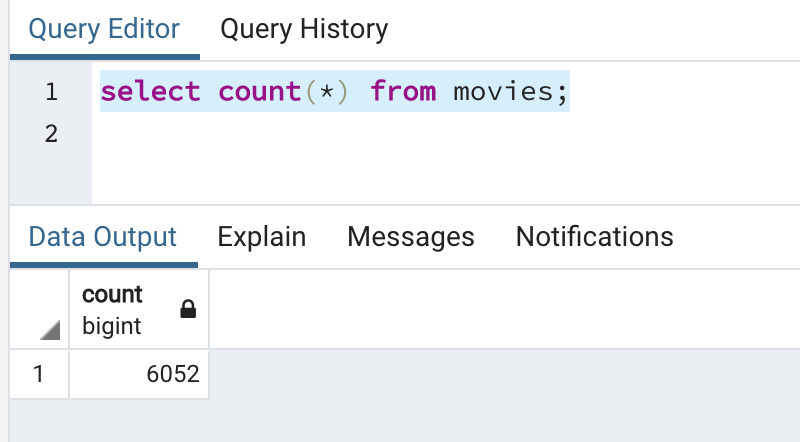 Query Editor Query History
1 select count(*) from movies;
2
Data Output Explain Messages Notifications
count
bigint
1 6052